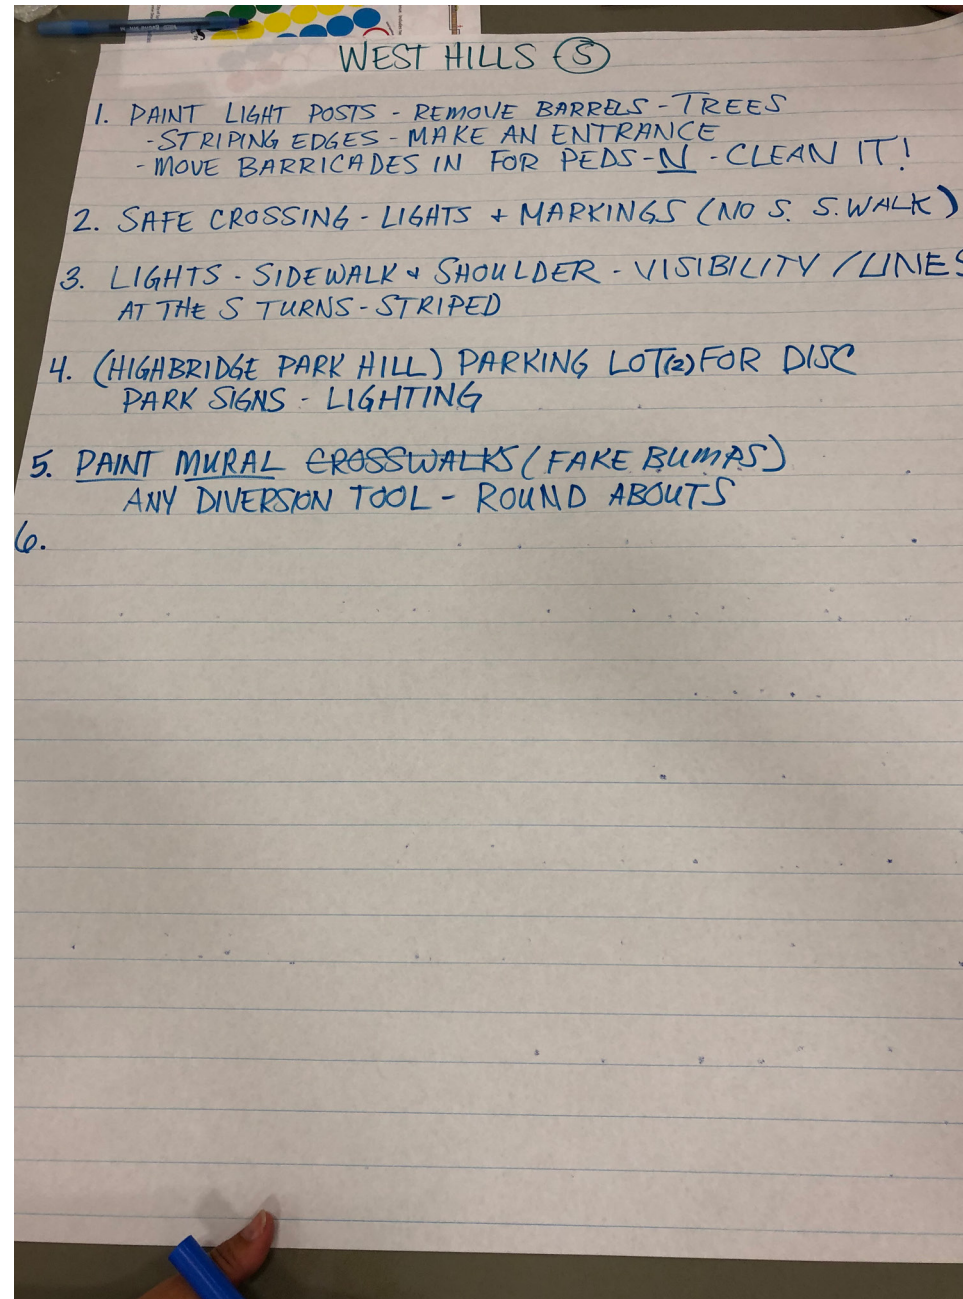 WEST HILLS (5)
1. PAINT LIGHT POSTS - REMOVE BARRELS - TREES
- STRIPING EDGES - MAKE AN ENTRANCE
- MOVE BARRICADES IN FOR PEDS - N - CLEAN IT!
2. SAFE CROSSING - LIGHTS + MARKINGS (NO S. S. WALK)
3. LIGHTS - SIDEWALK & SHOULDER - VISIBILITY / LINES
AT THE S TURNS - STRIPED
4. (HIGHBRIDGE PARK HILL) PARKING LOT(2) FOR DISC
PARK SIGNS - LIGHTING
5. PAINT MURAL CROSSWALKS (FAKE BUMPS)
ANY DIVERSION TOOL - ROUND ABOUTS
6.